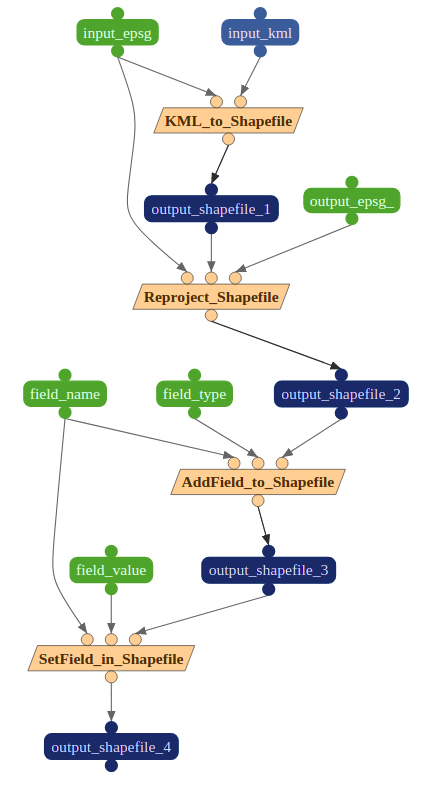 input_epsg
input_kml
KML_to_Shapefile
output_shapefile_1
output_epsg_
Reproject_Shapefile
field_name
field_type
output_shapefile_2
AddField_to_Shapefile
field_value
output_shapefile_3
SetField_in_Shapefile
output_shapefile_4